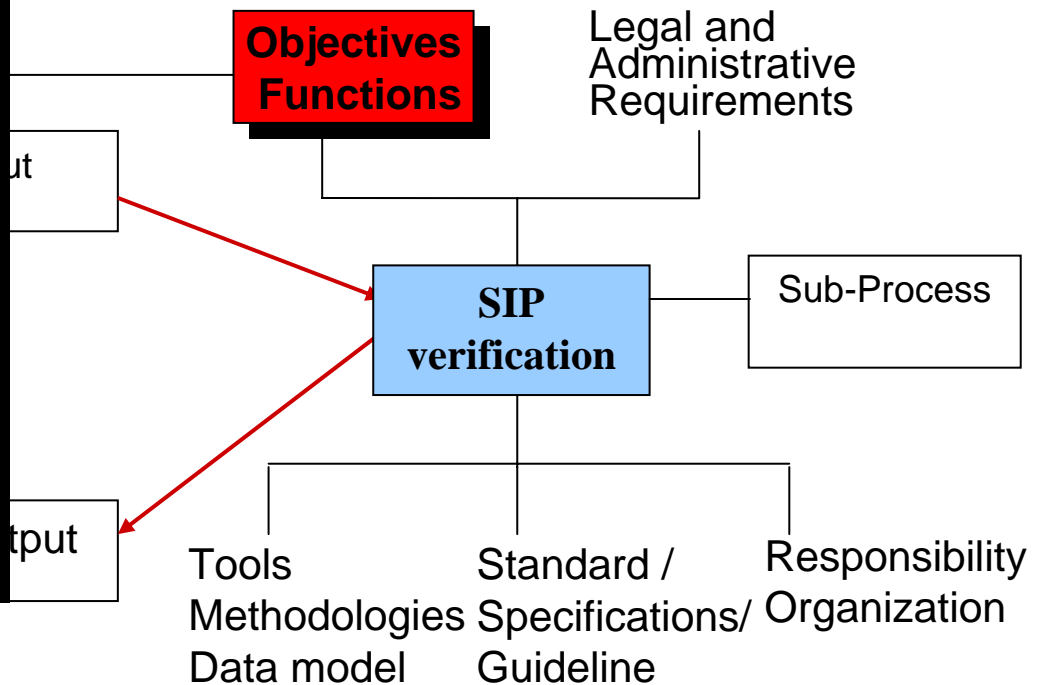 Objectives
Functions
Legal and
Administrative
Requirements
ut
SIP
verification
Sub-Process
tput
Tools
Methodologies
Data model
Standard /
Specifications/
Guideline
Responsibility
Organization